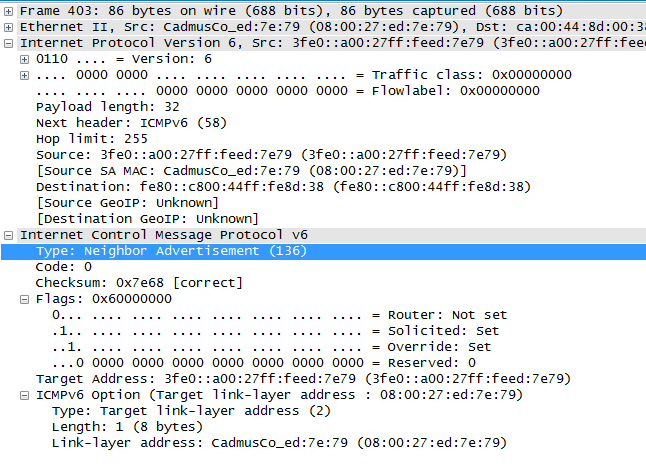 Frame 403: 86 bytes on wire (688 bits), 86 bytes captured (688 bits)
Ethernet II, Src: CadmusCo_ed:7e:79 (08:00:27:ed:7e:79), Dst: ca:00:44:8d:00:38
Internet Protocol Version 6, Src: 3fe0::a00:27ff:feed:7e79 (3fe0::a00:27ff:feed
0110 .... = Version: 6
.... 0000 0000 .... .... .... .... .... = Traffic class: 0x00000000
.... .... .... 0000 0000 0000 0000 0000 = Flowlabel: 0x00000000
Payload length: 32
Next header: ICMPv6 (58)
Hop limit: 255
Source: 3fe0::a00:27ff:feed:7e79 (3fe0::a00:27ff:feed:7e79)
[Source SA MAC: CadmusCo_ed:7e:79 (08:00:27:ed:7e:79)]
Destination: fe80::c800:44ff:fe8d:38 (fe80::c800:44ff:fe8d:38)
[Source GeoIP: Unknown]
[Destination GeoIP: Unknown]
Internet Control Message Protocol v6
Type: Neighbor Advertisement (136)
Code: 0
Checksum: 0x7e68 [correct]
Flags: 0x60000000
0... .... .... .... .... .... .... .... = Router: Not set
.1.. .... .... .... .... .... .... .... = Solicited: Set
..1. .... .... .... .... .... .... .... = Override: Set
...0 0000 0000 0000 0000 0000 0000 0000 = Reserved: 0
Target Address: 3fe0::a00:27ff:feed:7e79 (3fe0::a00:27ff:feed:7e79)
ICMPv6 Option (Target link-layer address : 08:00:27:ed:7e:79)
Type: Target link-layer address (2)
Length: 1 (8 bytes)
Link-layer address: CadmusCo_ed:7e:79 (08:00:27:ed:7e:79)